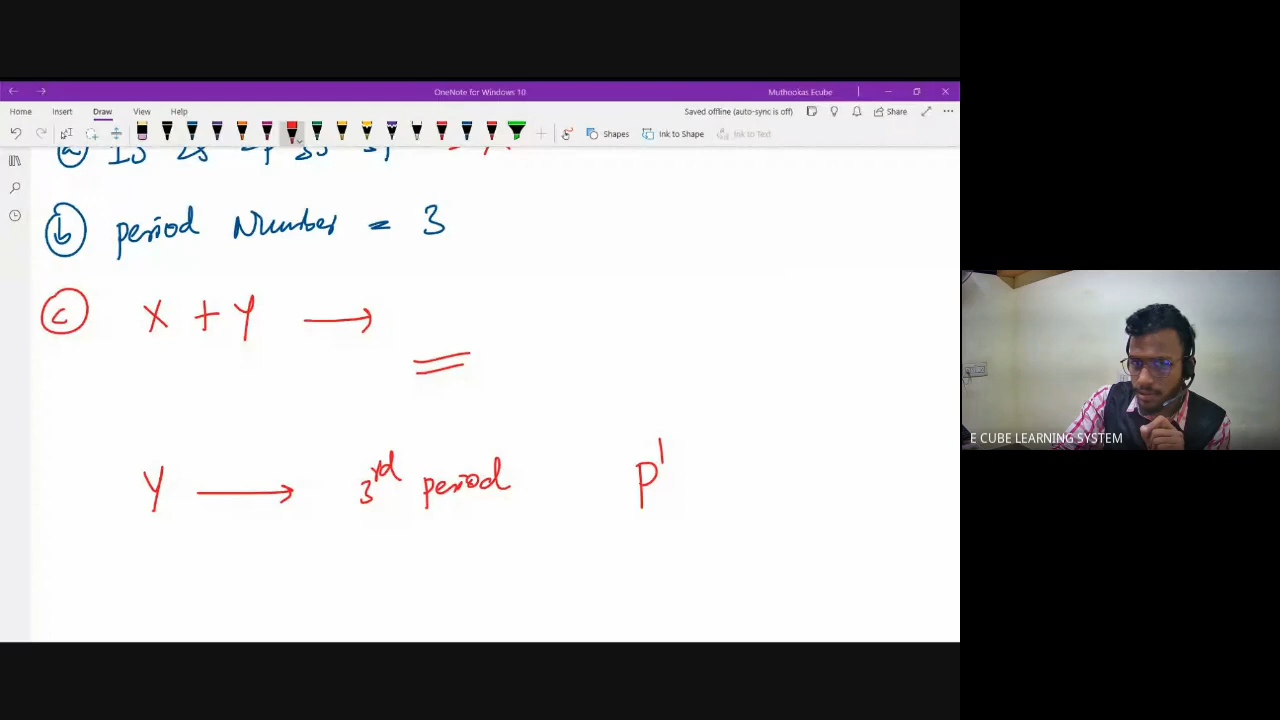 OneNote for Windows 10
Muthookas Ecube
Home Insert Draw View Help
Saved offline (auto-sync is off)
Share
Shapes
Ink to Shape
Ink to Text
(b) period Number = 3
(c) X + Y →
Y → 3rd period P1
E CUBE LEARNING SYSTEM